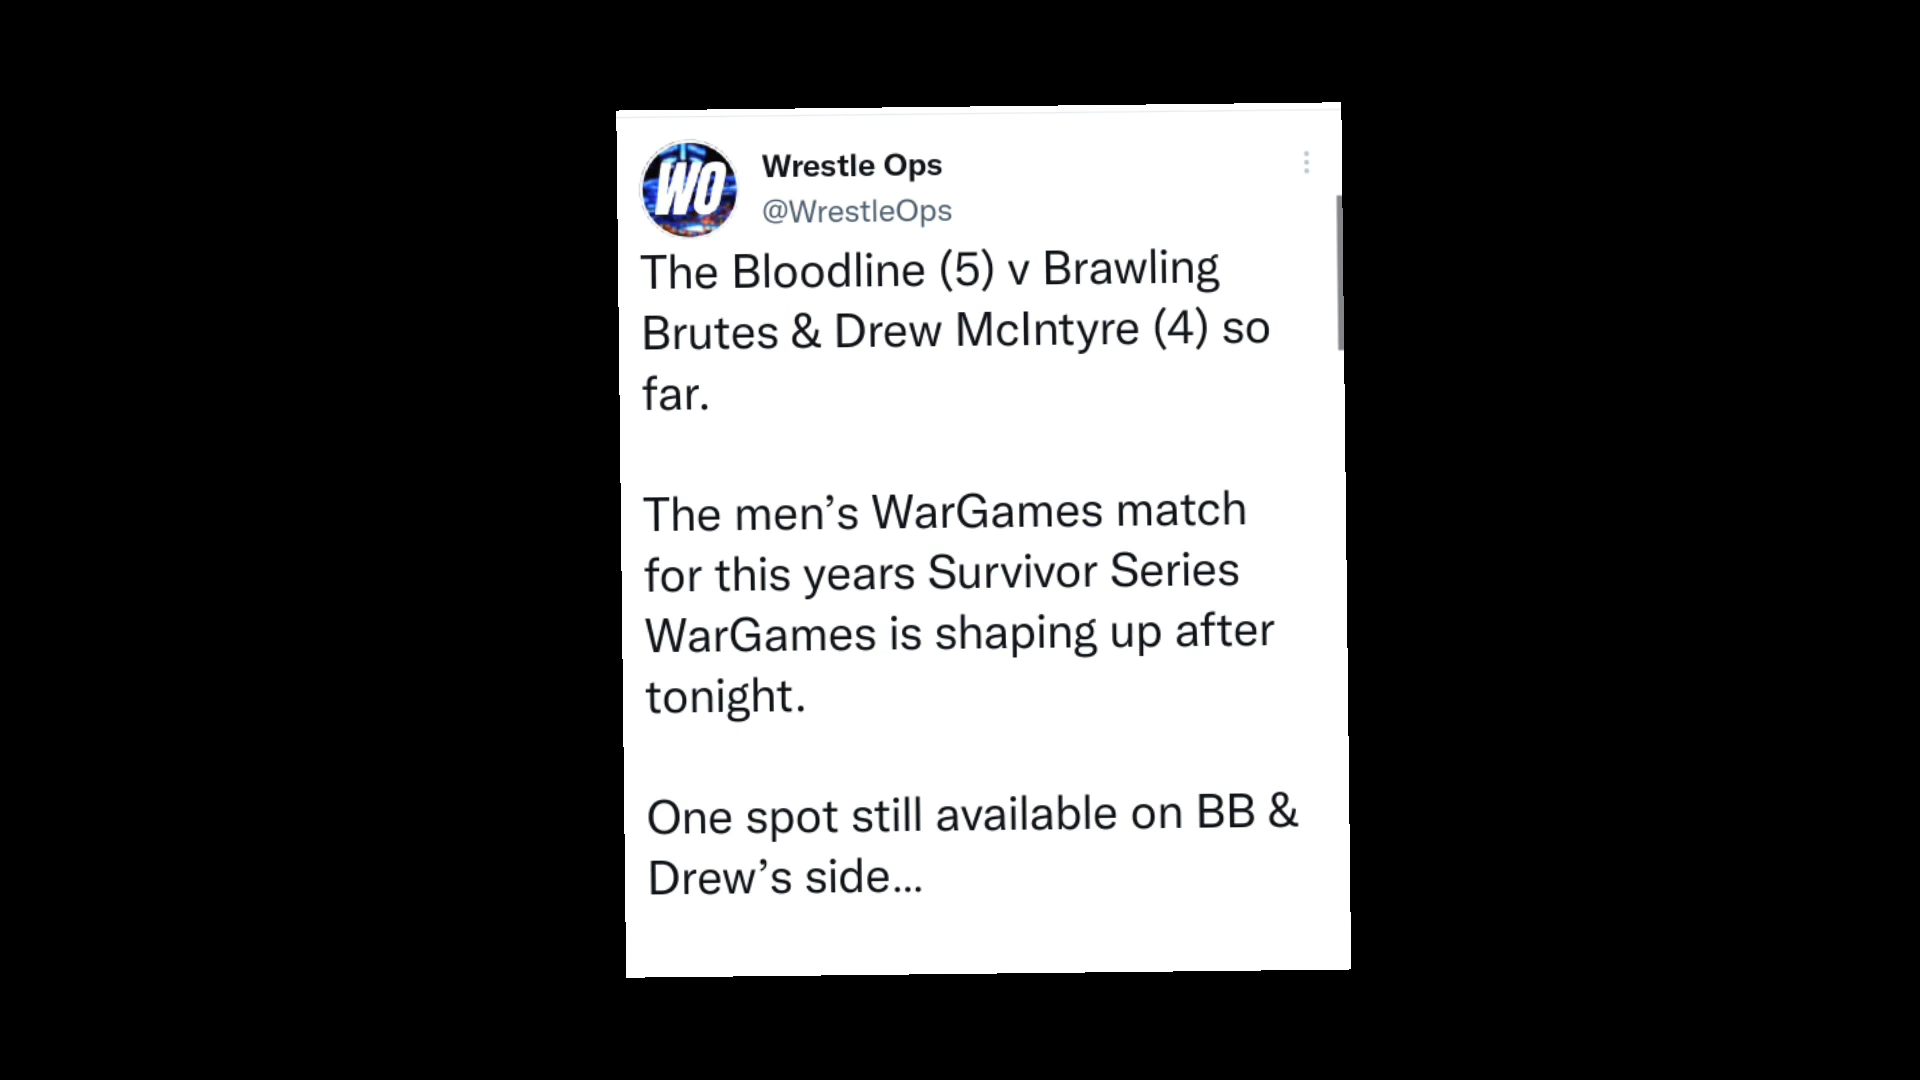 WO
Wrestle Ops
@WrestleOps
The Bloodline (5) v Brawling
Brutes & Drew McIntyre (4) so
far.
The men’s WarGames match
for this years Survivor Series
WarGames is shaping up after
tonight.
One spot still available on BB &
Drew’s side...